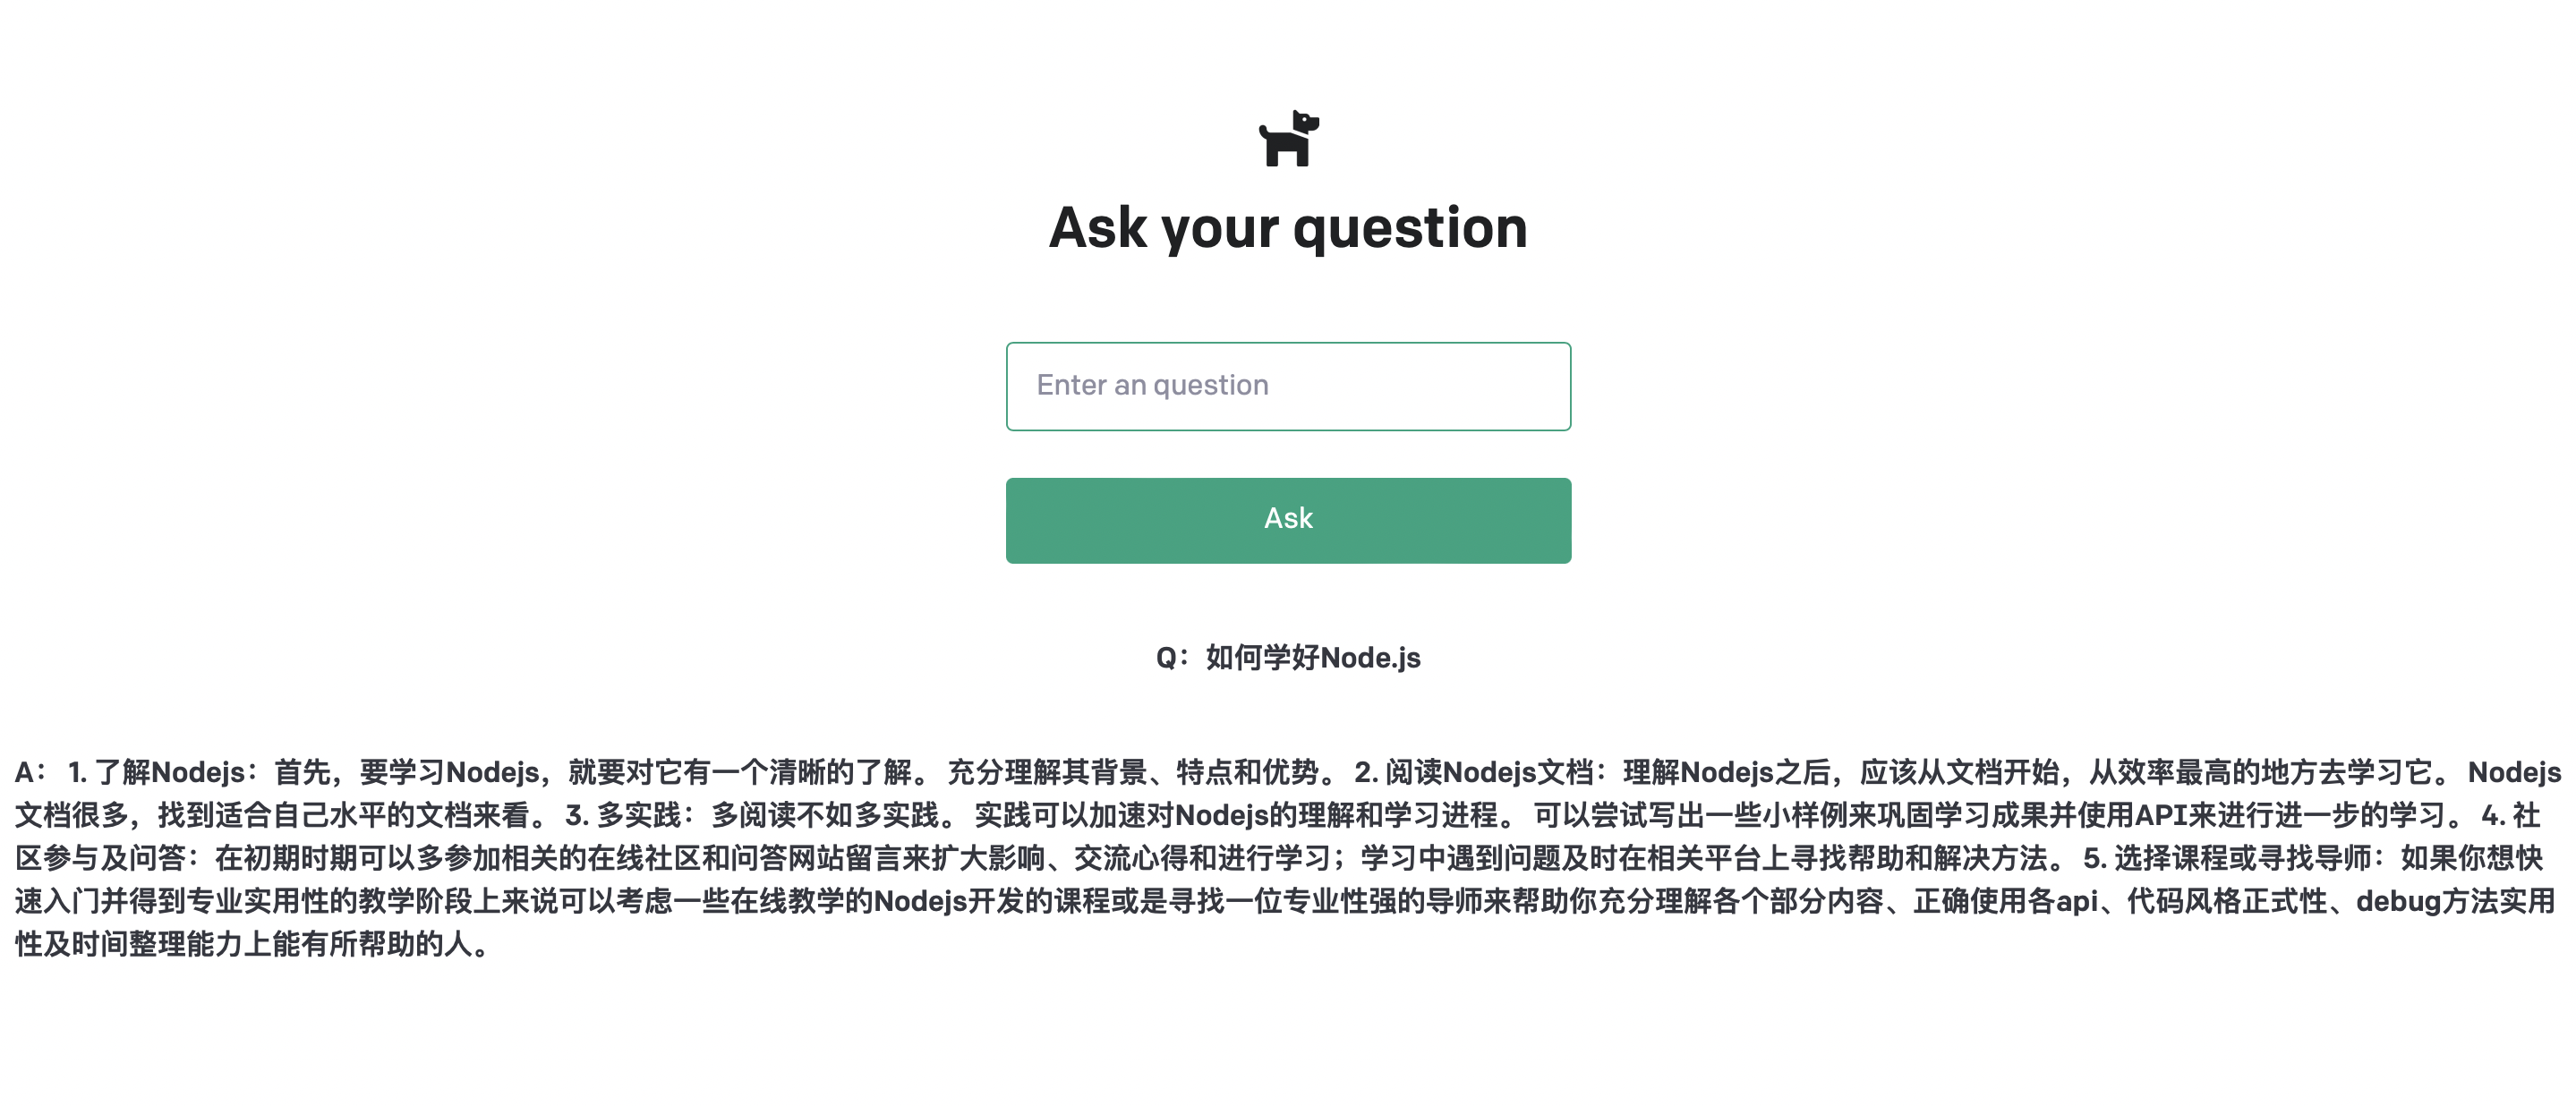 Ask your question
Enter an question
Ask
Q：如何学好Node.js
A： 1. 了解Nodejs：首先，要学习Nodejs，就要对它有一个清晰的了解。 充分理解其背景、特点和优势。 2. 阅读Nodejs文档：理解Nodejs之后，应该从文档开始，从效率最高的地方去学习它。 Nodejs
文档很多，找到适合自己水平的文档来看。 3. 多实践：多阅读不如多实践。 实践可以加速对Nodejs的理解和学习进程。 可以尝试写出一些小样例来巩固学习成果并使用API来进行进一步的学习。 4. 社
区参与及问答：在初期时期可以多参加相关的在线社区和问答网站留言来扩大影响、交流心得和进行学习；学习中遇到问题及时在相关平台上寻找帮助和解决方法。 5. 选择课程或寻找导师：如果你想快
速入门并得到专业实用性的教学阶段上来说可以考虑一些在线教学的Nodejs开发的课程或是寻找一位专业性强的导师来帮助你充分理解各个部分内容、正确使用各api、代码风格正式性、debug方法实用
性及时间整理能力上能有所帮助的人。